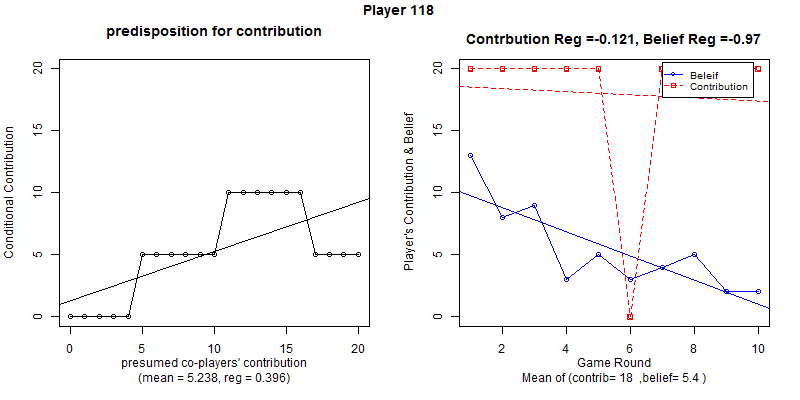 Player 118
predisposition for contribution
Conditional Contribution
20
15
10
5
0
0 5 10 15 20
presumed co-players' contribution
(mean = 5.238, reg = 0.396)
Contrbution Reg =-0.121, Belief Reg =-0.97
Player's Contribution & Belief
20
15
10
5
0
Beleif
Contribution
2 4 6 8 10
Game Round
Mean of (contrib= 18 ,belief= 5.4 )